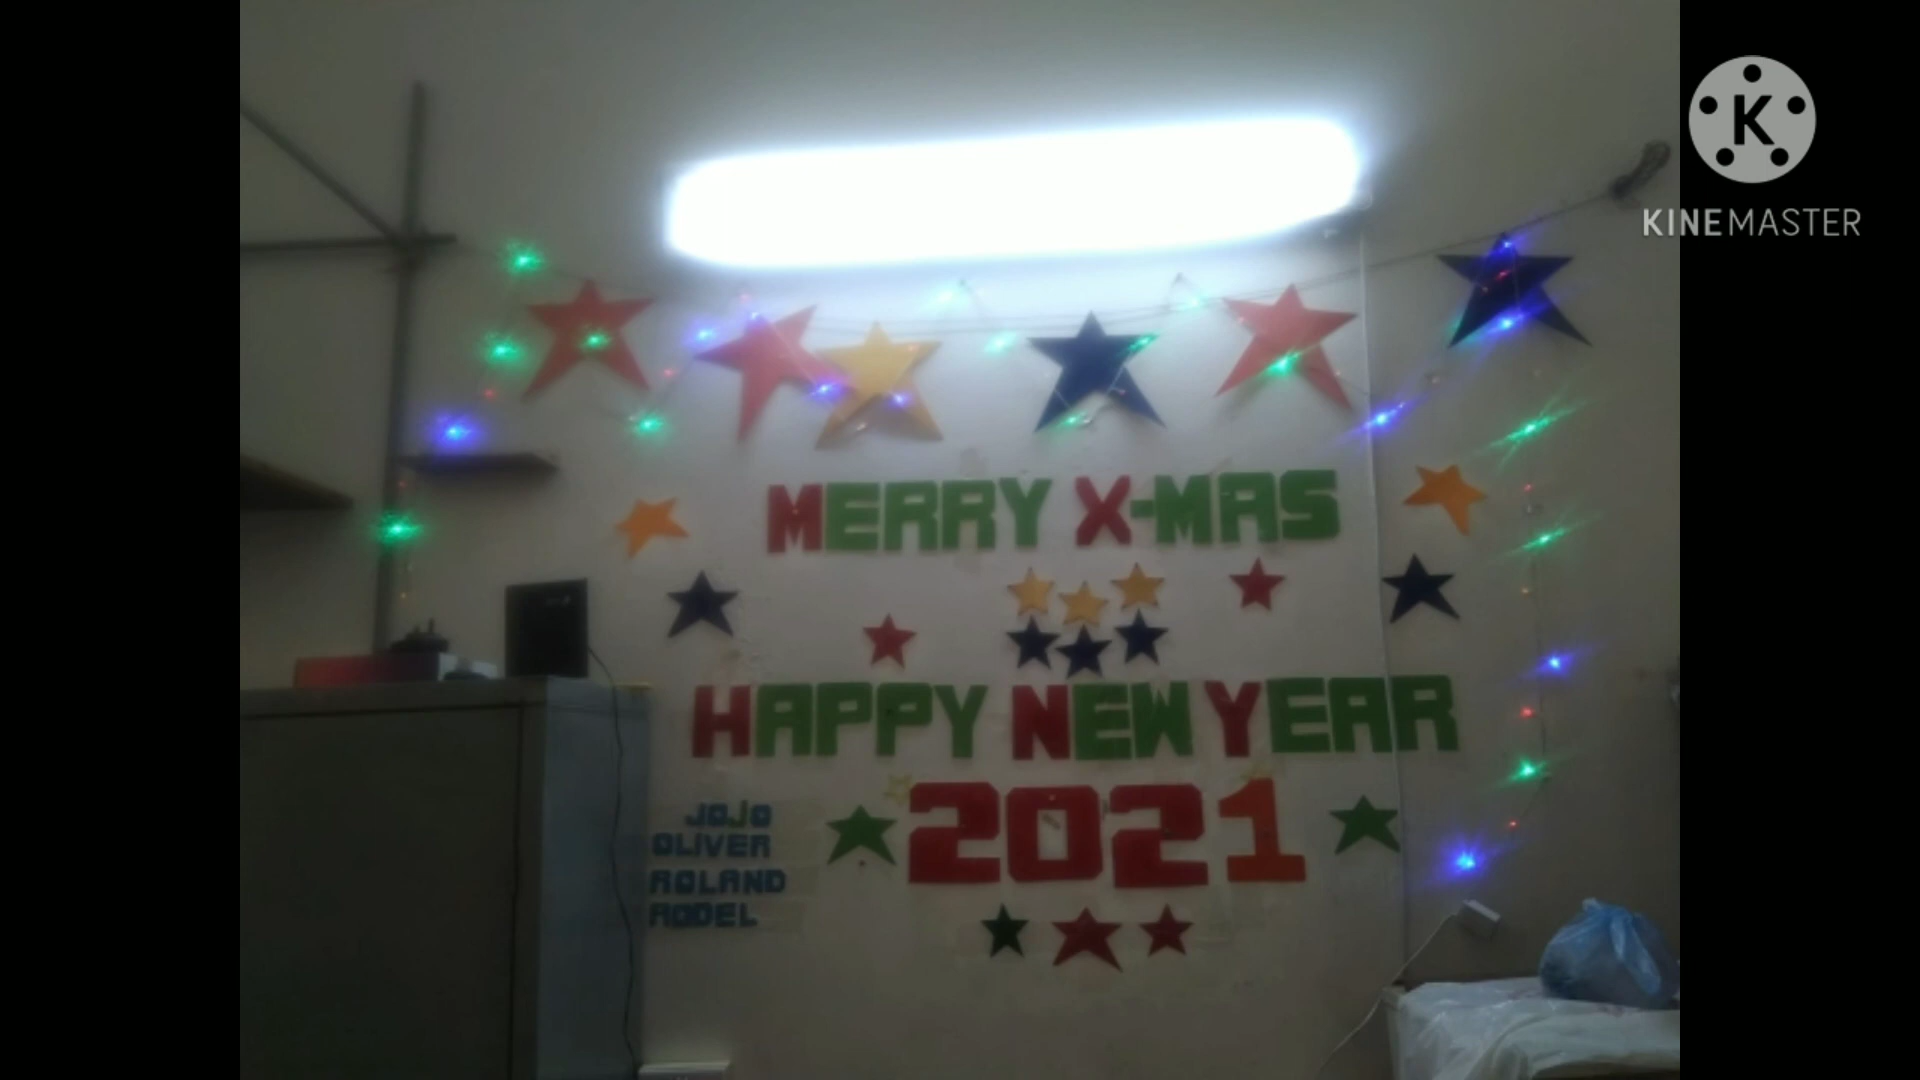 K
KINEMASTER
MERRY X-MAS
HAPPY NEW YEAR
2021
JOJO
OLIVER
ROLAND
RODEL